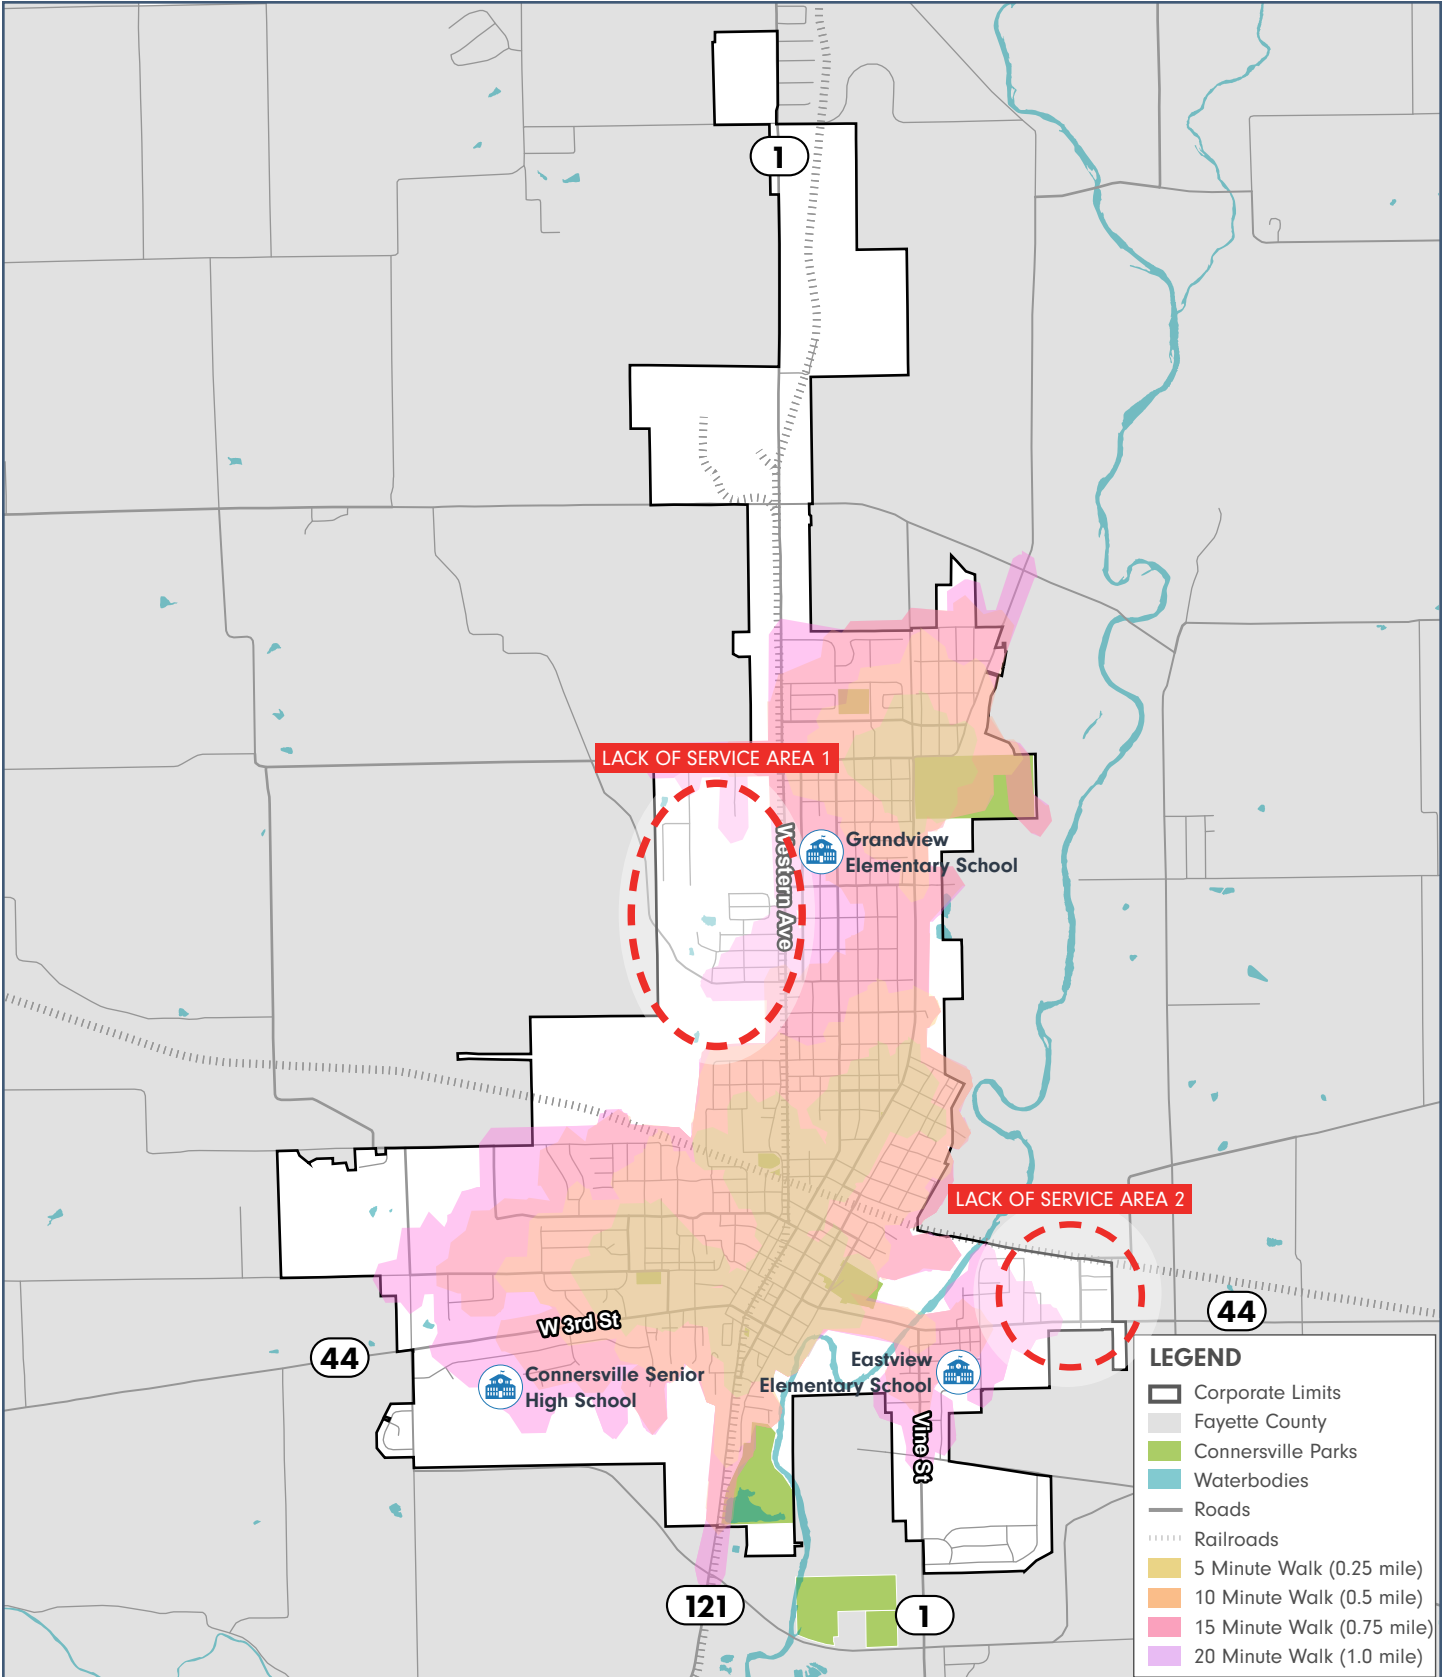 1
LACK OF SERVICE AREA 1
Western Ave
Grandview
Elementary School
LACK OF SERVICE AREA 2
44
W 3rd St
44
Eastview
Elementary School
Connersville Senior
High School
Vine St
121
1
LEGEND
Corporate Limits
Fayette County
Connersville Parks
Waterbodies
Roads
Railroads
5 Minute Walk (0.25 mile)
10 Minute Walk (0.5 mile)
15 Minute Walk (0.75 mile)
20 Minute Walk (1.0 mile)